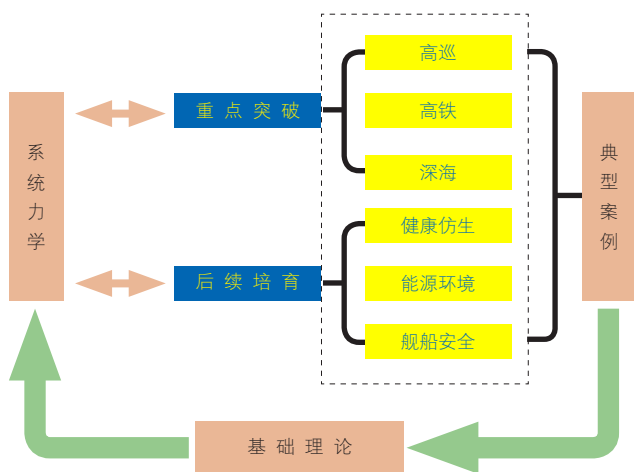 系统力学
重点突破
后续培育
高巡
高铁
深海
健康仿生
能源环境
舰船安全
典型案例
基础理论